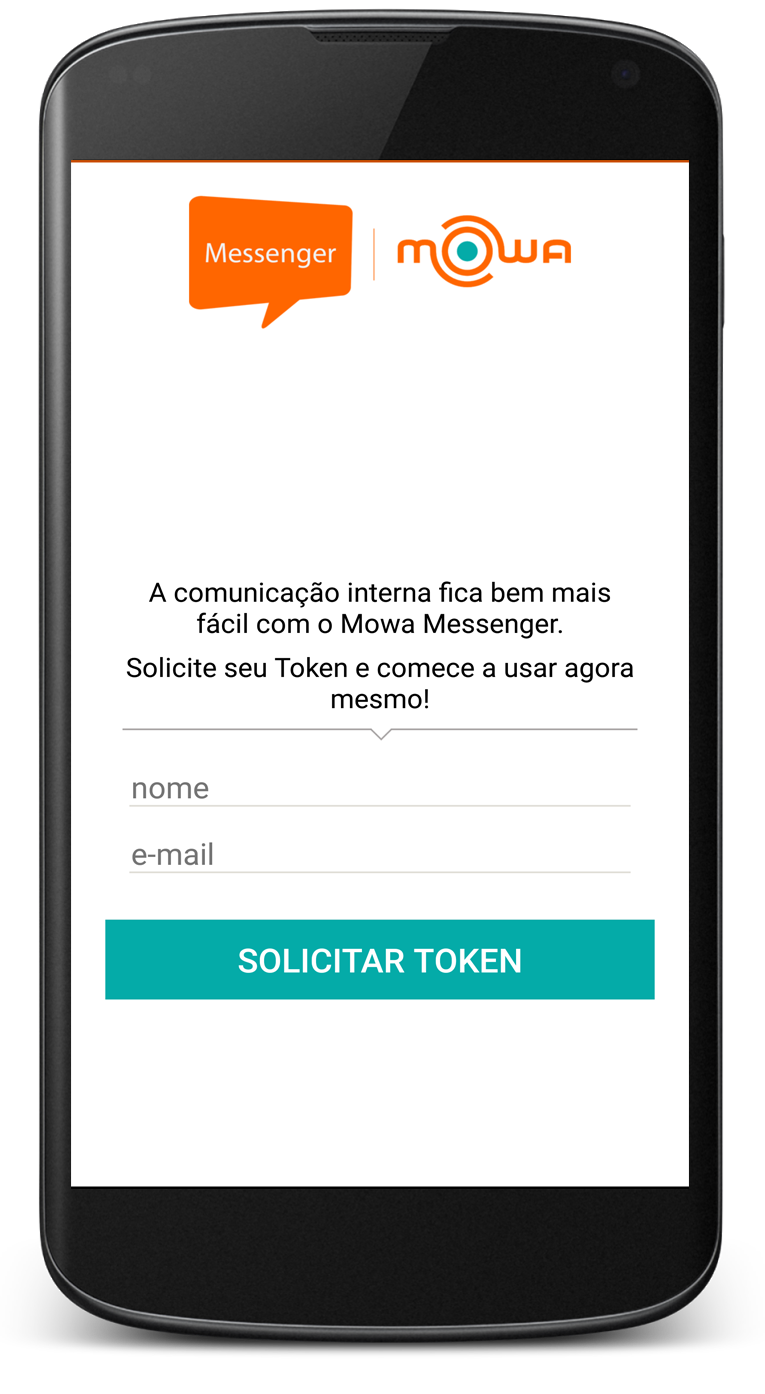 Messenger
mowa
A comunicação interna fica bem mais
fácil com o Mowa Messenger.
Solicite seu Token e comece a usar agora
mesmo!
nome
e-mail
SOLICITAR TOKEN